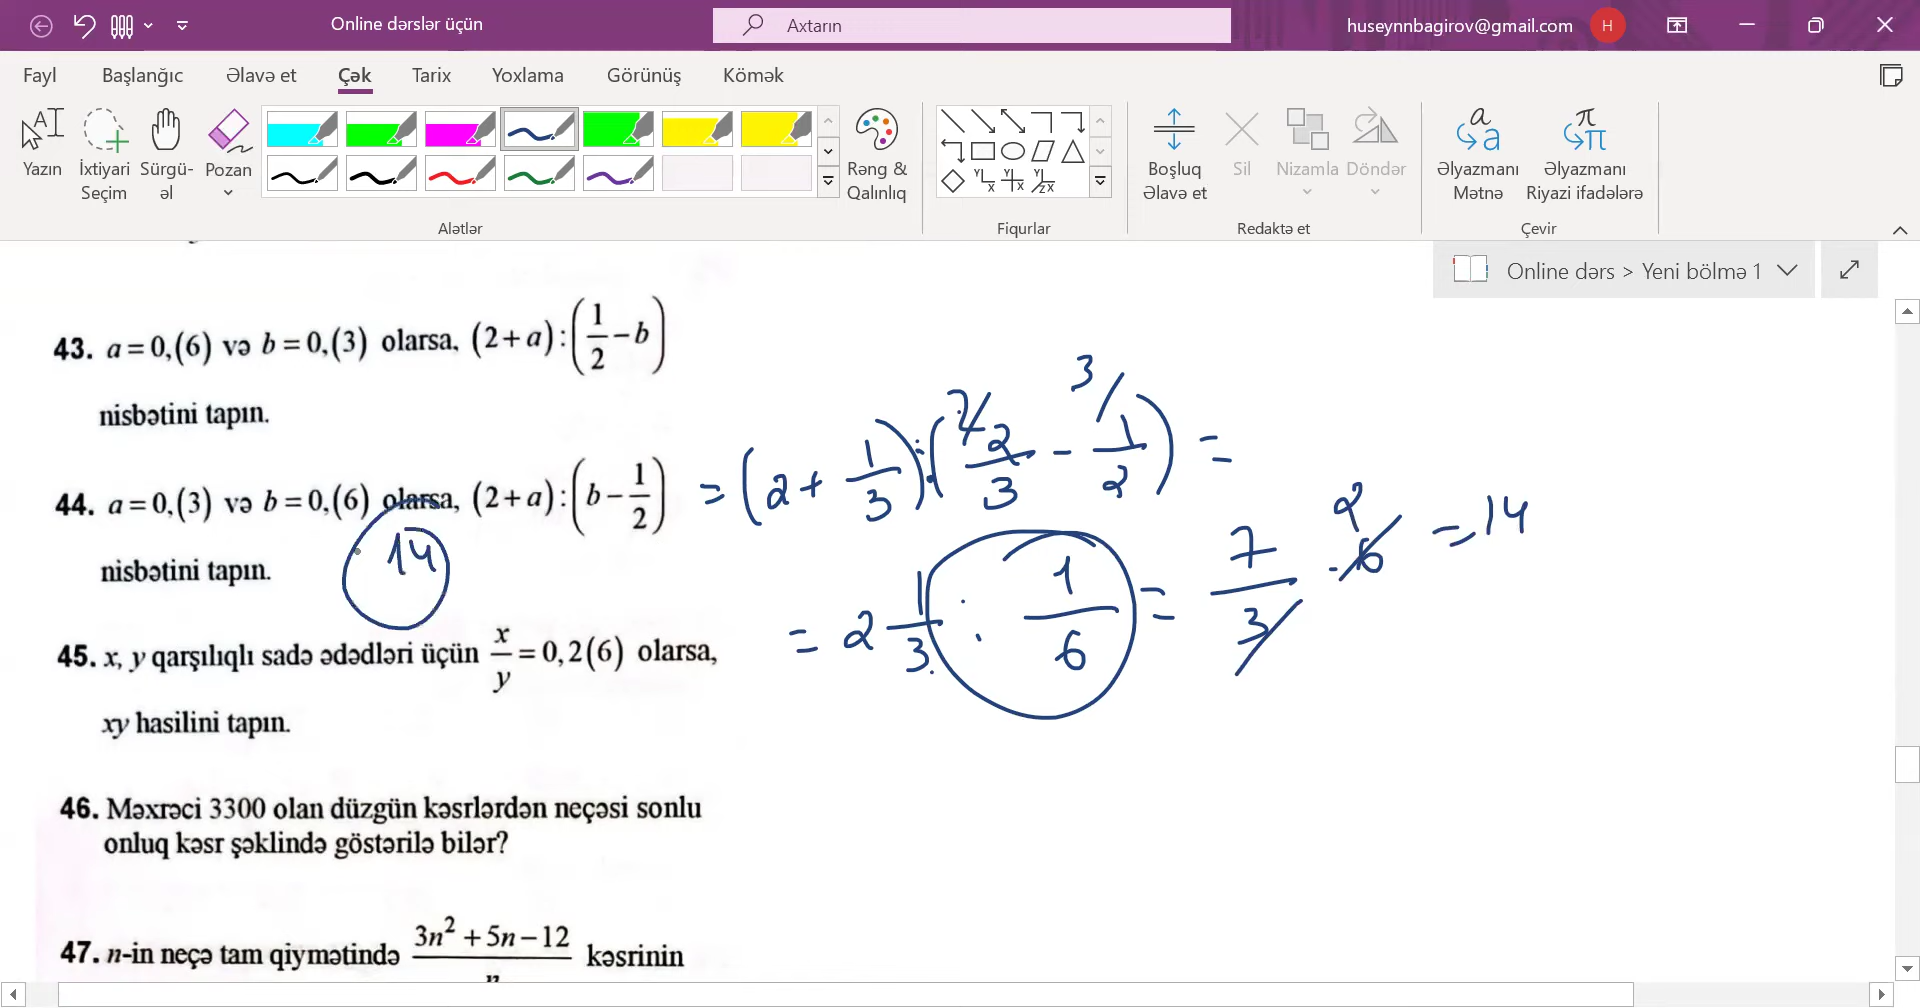 Online dərslər üçün
Axtarın
huseynnbagirov@gmail.com H
Fayl Başlanğıc Əlavə et Çək Tarix Yoxlama Görünüş Kömək
Yazın
İxtiyari Seçim
Sürgü-əl
Pozan
Rəng & Qalınlıq
Boşluq Əlavə et
Sil
Nizamla
Döndər
Əlyazmanı Mətnə
Əlyazmanı Riyazi ifadələrə
Alətlər Fiqurlar Redaktə et Çevir
Online dərs > Yeni bölmə 1
43. a = 0,(6) və b = 0,(3) olarsa, (2+a):(1/2 − b)
nisbətini tapın.
44. a = 0,(3) və b = 0,(6) olarsa, (2+a):(b − 1/2)
nisbətini tapın.
14
= (2 + 1/3) : (2/3 − 1/2) =
2 3
= 2 1/3 : 1/6 = 7/3 · 6 = 14
2
45. x, y qarşılıqlı sadə ədədləri üçün x/y = 0,2(6) olarsa,
xy hasilini tapın.
46. Məxrəci 3300 olan düzgün kəsrlərdən neçəsi sonlu
onluq kəsr şəklində göstərilə bilər?
47. n-in neçə tam qiymətində 3n² + 5n − 12 / n kəsrinin